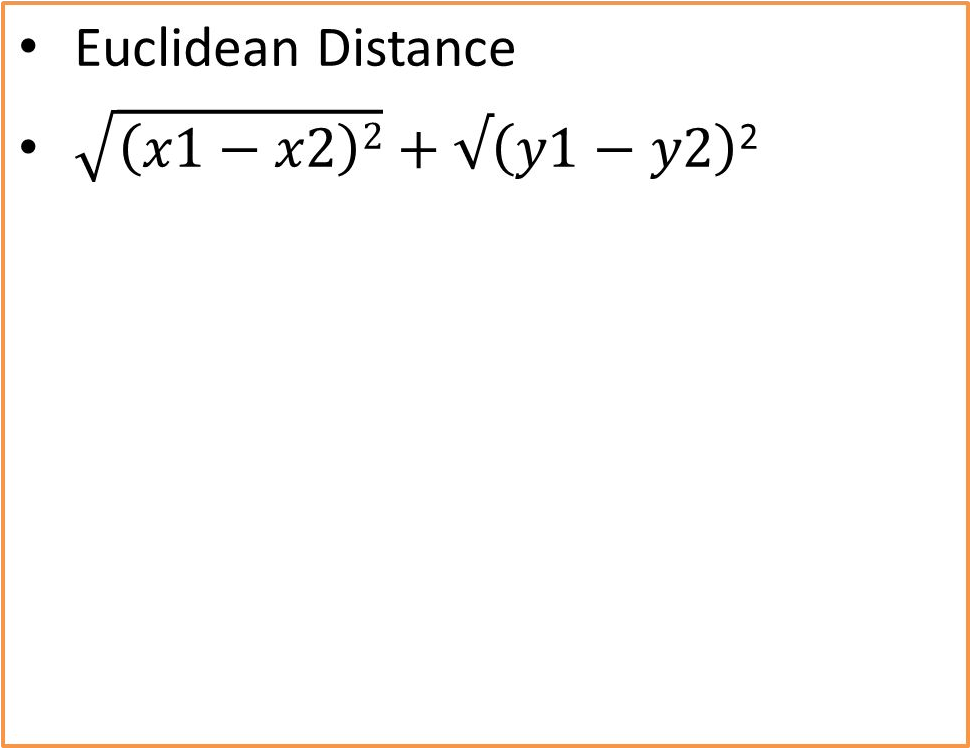 • Euclidean Distance
• √(x1 − x2)² + √(y1 − y2)²